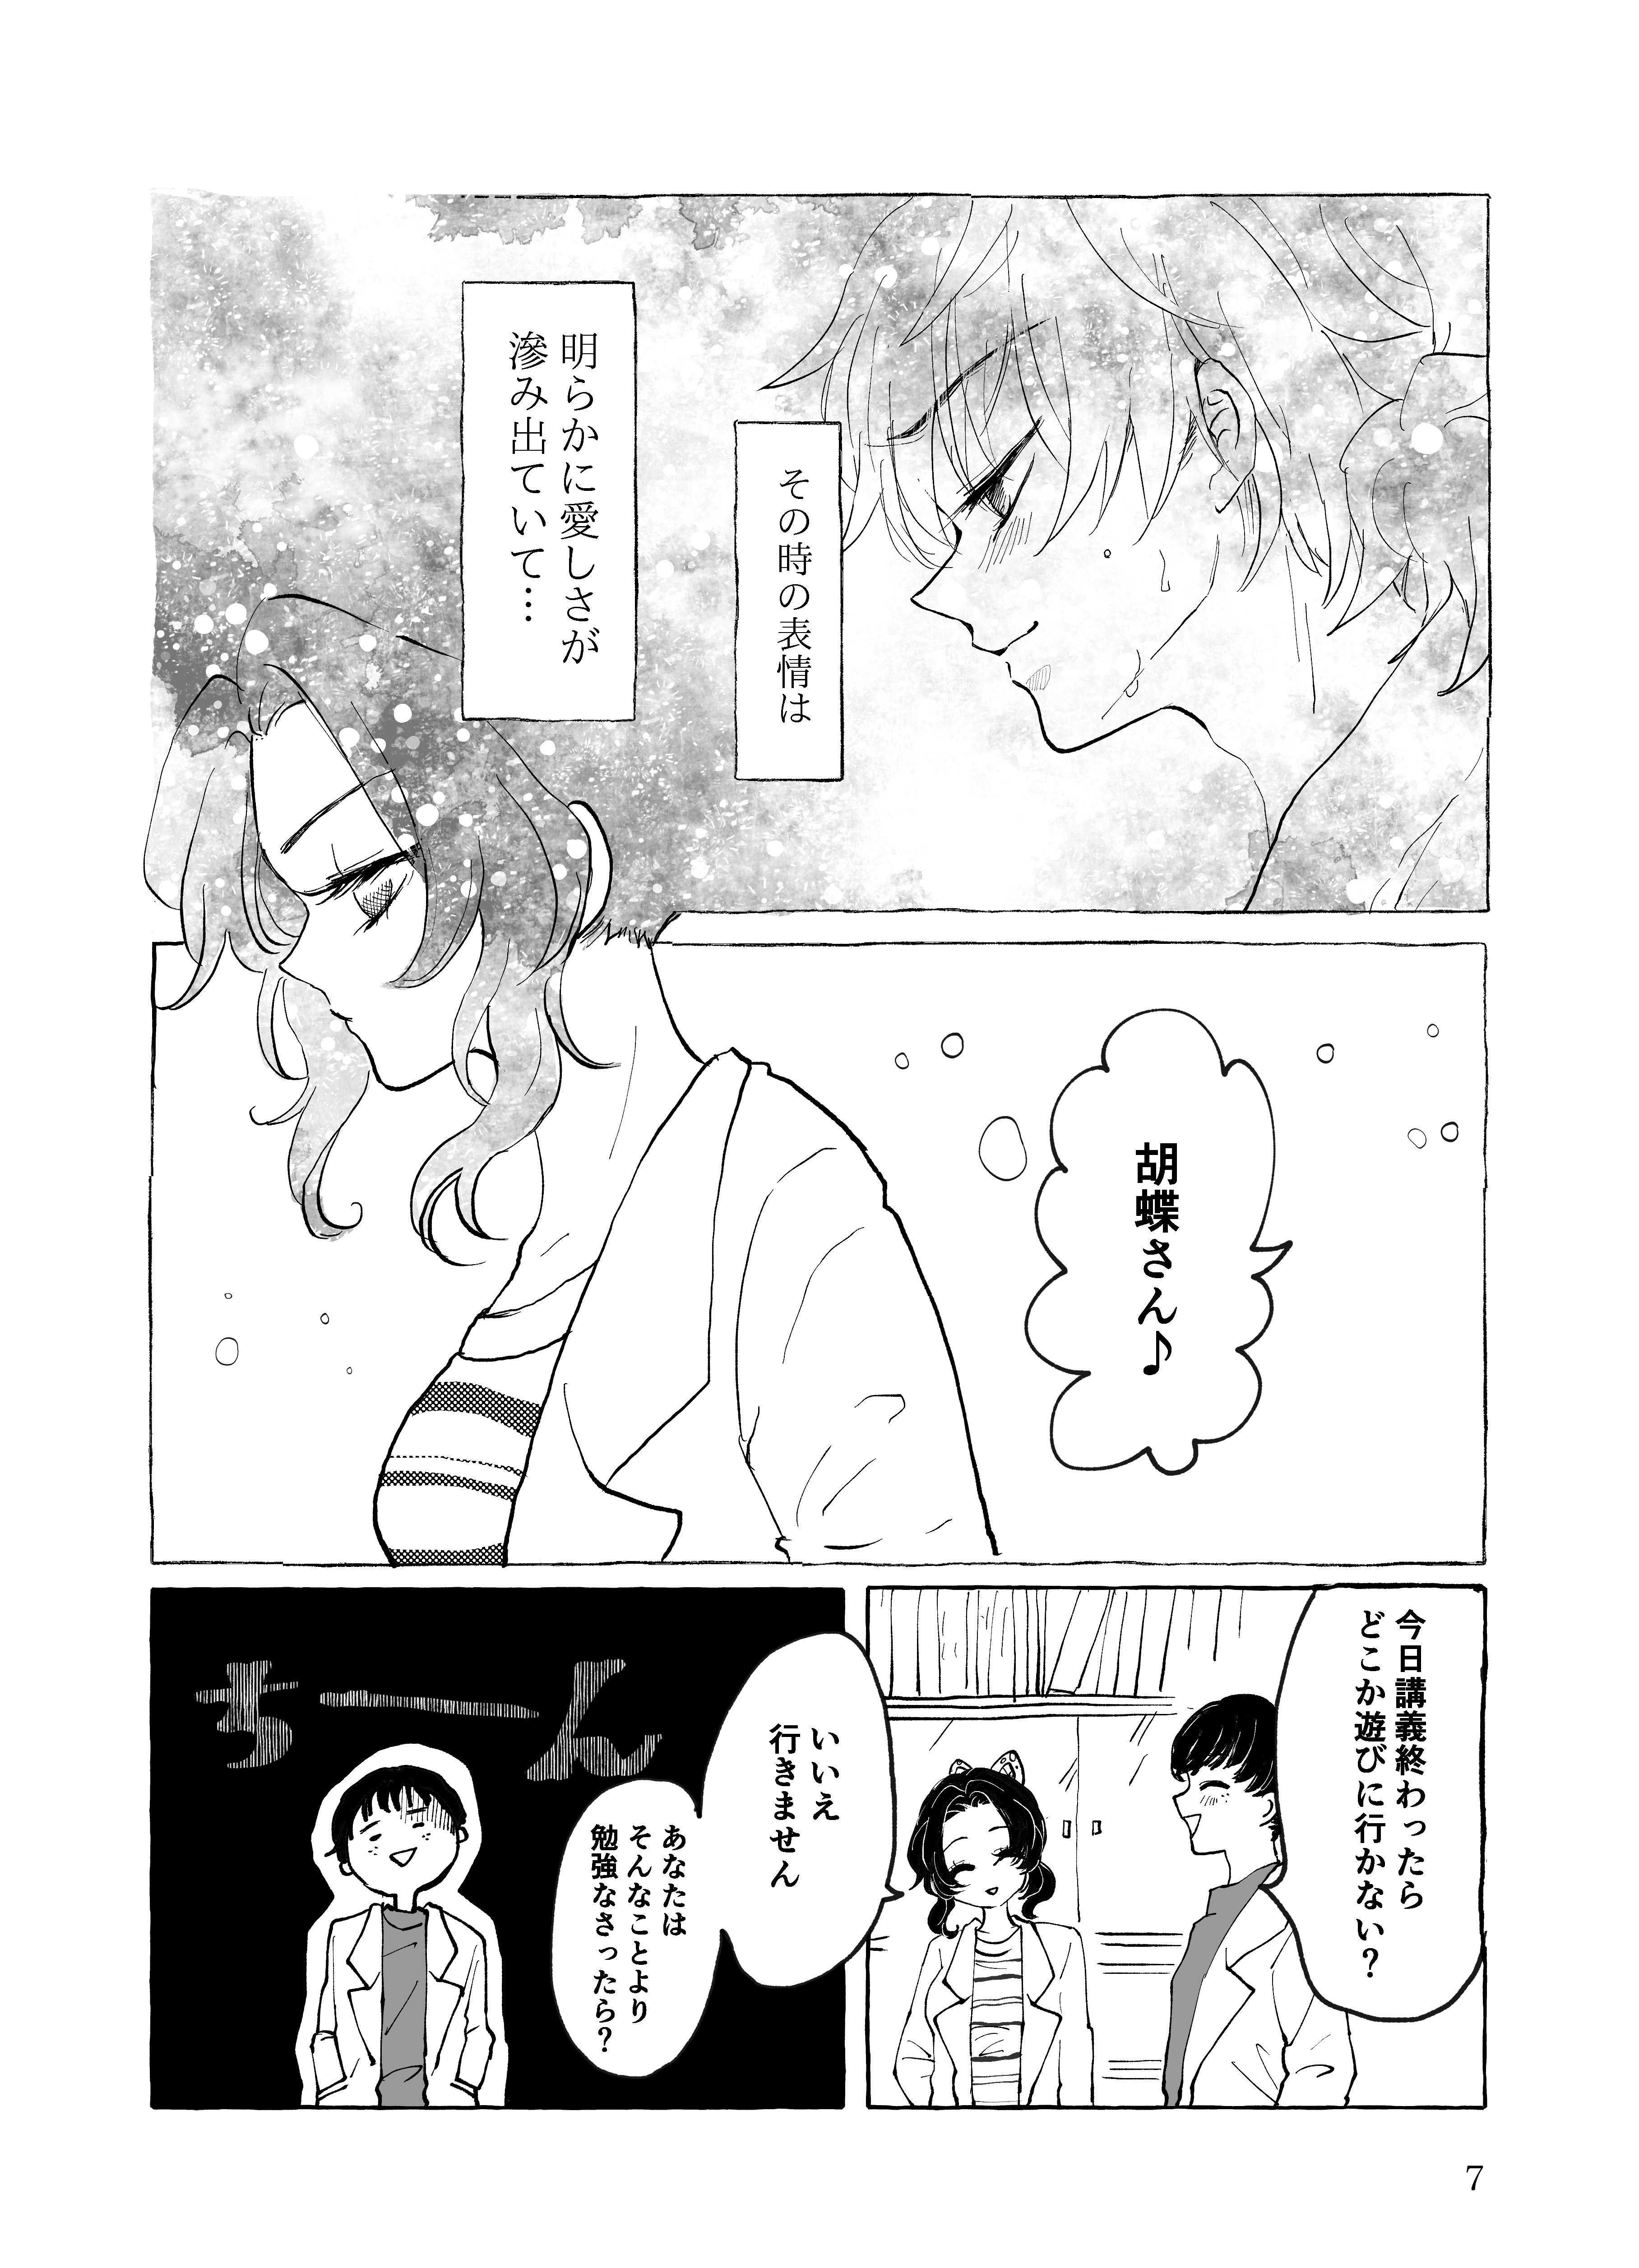 その時の表情は
明らかに愛しさが
滲み出ていて…
胡蝶さん♪
今日講義終わったら
どこか遊びに行かない？
いいえ
行きません
あなたは
そんなことより
勉強なさったら？
ちーん
7